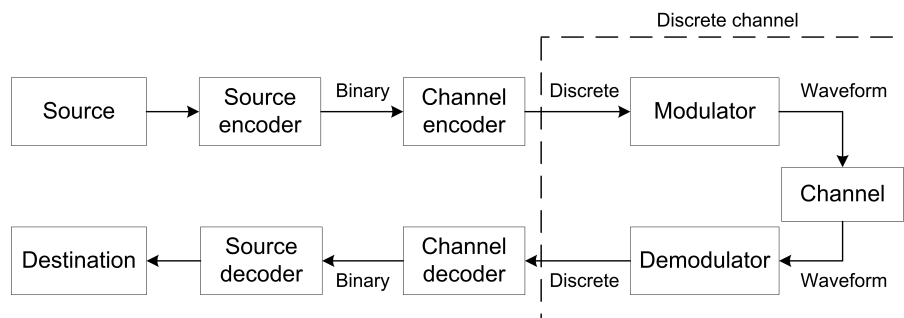 Discrete channel
Source
Source
encoder
Binary
Channel
encoder
Discrete
Modulator
Waveform
Channel
Destination
Source
decoder
Binary
Channel
decoder
Discrete
Demodulator
Waveform